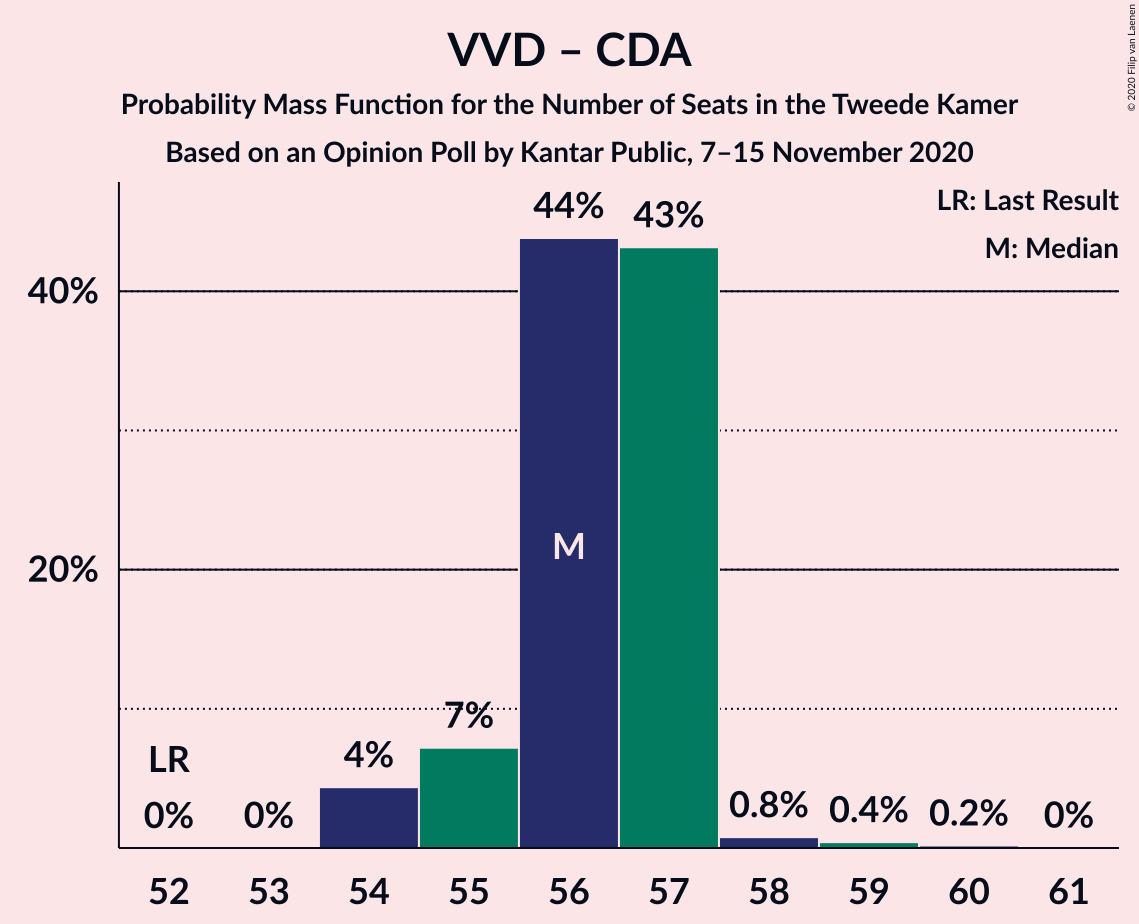 VVD – CDA
Probability Mass Function for the Number of Seats in the Tweede Kamer
Based on an Opinion Poll by Kantar Public, 7–15 November 2020
© 2020 Filip van Laenen
LR: Last Result
M: Median
44%
43%
40%
M
20%
7%
LR
4%
0%
0%
0.8%
0.4%
0.2%
0%
52
53
54
55
56
57
58
59
60
61